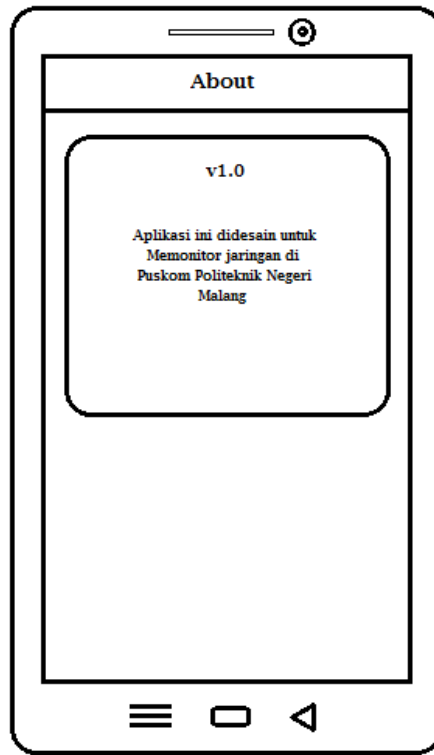 About
v1.0
Aplikasi ini didesain untuk
Memonitor jaringan di
Puskom Politeknik Negeri
Malang